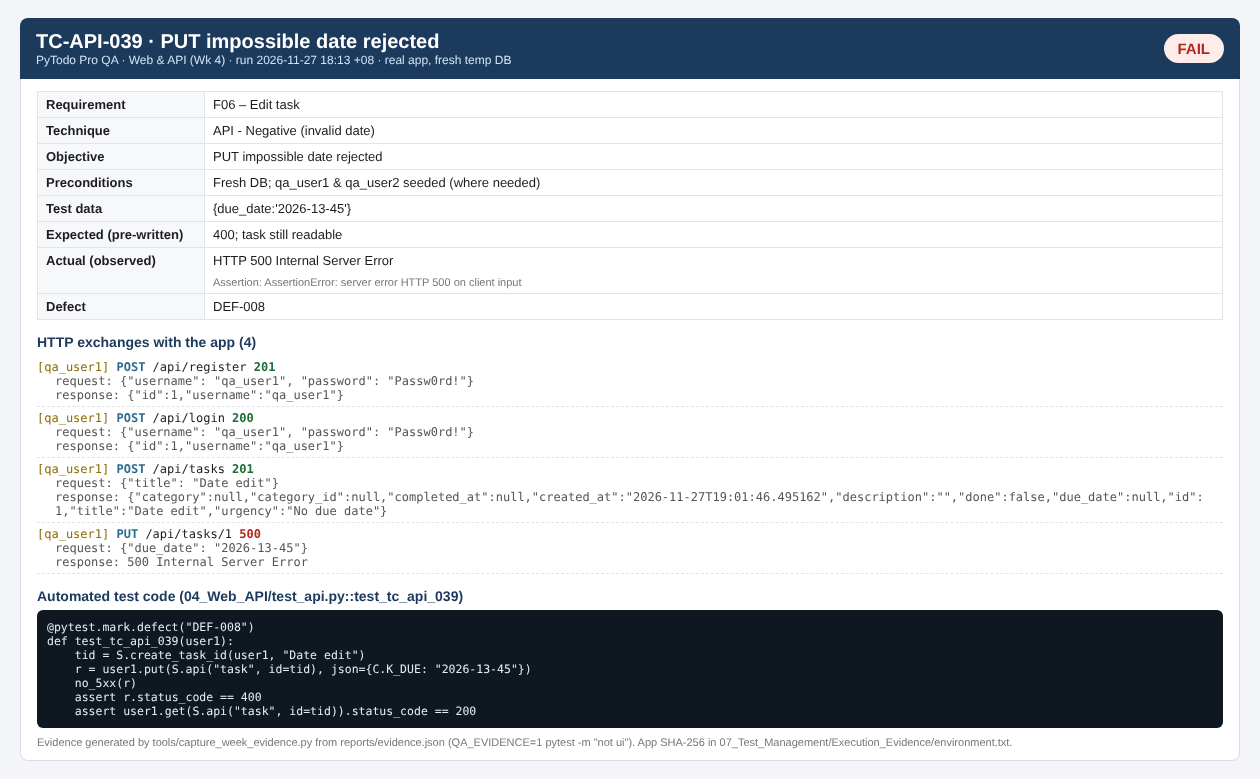 TC-API-039 · PUT impossible date rejected
PyTodo Pro QA · Web & API (Wk 4) · run 2026-11-27 18:13 +08 · real app, fresh temp DB
FAIL
Requirement F06 – Edit task
Technique API - Negative (invalid date)
Objective PUT impossible date rejected
Preconditions Fresh DB; qa_user1 & qa_user2 seeded (where needed)
Test data {due_date:'2026-13-45'}
Expected (pre-written) 400; task still readable
Actual (observed) HTTP 500 Internal Server Error
Assertion: AssertionError: server error HTTP 500 on client input
Defect DEF-008
HTTP exchanges with the app (4)
[qa_user1] POST /api/register 201
request: {"username": "qa_user1", "password": "Passw0rd!"}
response: {"id":1,"username":"qa_user1"}
[qa_user1] POST /api/login 200
request: {"username": "qa_user1", "password": "Passw0rd!"}
response: {"id":1,"username":"qa_user1"}
[qa_user1] POST /api/tasks 201
request: {"title": "Date edit"}
response: {"category":null,"category_id":null,"completed_at":null,"created_at":"2026-11-27T19:01:46.495162","description":"","done":false,"due_date":null,"id":
1,"title":"Date edit","urgency":"No due date"}
[qa_user1] PUT /api/tasks/1 500
request: {"due_date": "2026-13-45"}
response: 500 Internal Server Error
Automated test code (04_Web_API/test_api.py::test_tc_api_039)
@pytest.mark.defect("DEF-008")
def test_tc_api_039(user1):
    tid = S.create_task_id(user1, "Date edit")
    r = user1.put(S.api("task", id=tid), json={C.K_DUE: "2026-13-45"})
    no_5xx(r)
    assert r.status_code == 400
    assert user1.get(S.api("task", id=tid)).status_code == 200
Evidence generated by tools/capture_week_evidence.py from reports/evidence.json (QA_EVIDENCE=1 pytest -m "not ui"). App SHA-256 in 07_Test_Management/Execution_Evidence/environment.txt.